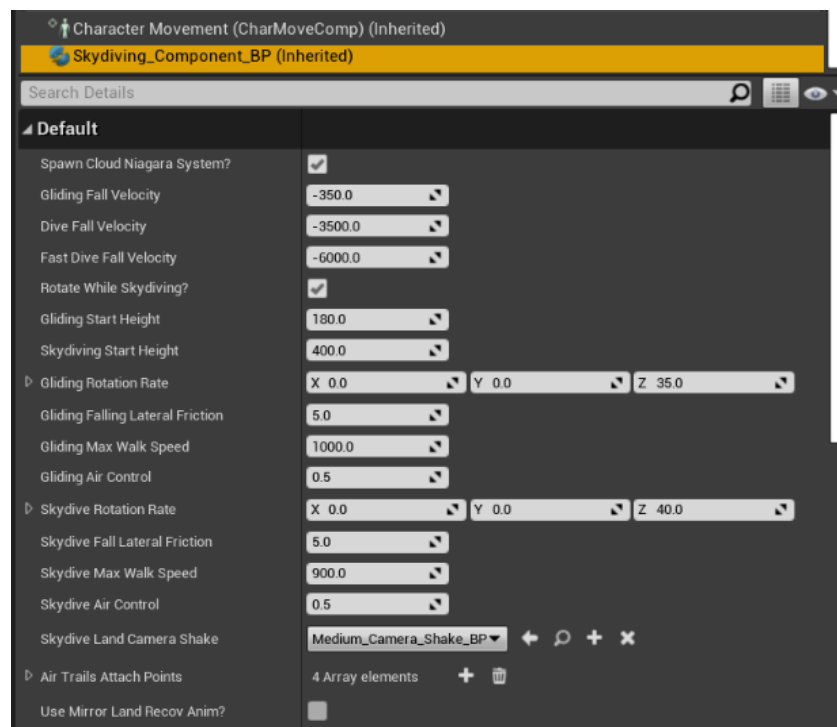 Character Movement (CharMoveComp) (Inherited)
Skydiving_Component_BP (Inherited)
Search Details
Default
Spawn Cloud Niagara System?
Gliding Fall Velocity -350.0
Dive Fall Velocity -3500.0
Fast Dive Fall Velocity -6000.0
Rotate While Skydiving?
Gliding Start Height 180.0
Skydiving Start Height 400.0
Gliding Rotation Rate X 0.0 Y 0.0 Z 35.0
Gliding Falling Lateral Friction 5.0
Gliding Max Walk Speed 1000.0
Gliding Air Control 0.5
Skydive Rotation Rate X 0.0 Y 0.0 Z 40.0
Skydive Fall Lateral Friction 5.0
Skydive Max Walk Speed 900.0
Skydive Air Control 0.5
Skydive Land Camera Shake Medium_Camera_Shake_BP
Air Trails Attach Points 4 Array elements
Use Mirror Land Recov Anim?